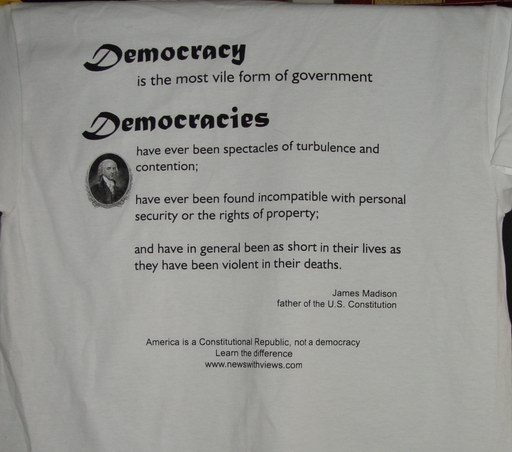 Democracy
is the most vile form of government
Democracies
have ever been spectacles of turbulence and
contention;
have ever been found incompatible with personal
security or the rights of property;
and have in general been as short in their lives as
they have been violent in their deaths.
James Madison
father of the U.S. Constitution
America is a Constitutional Republic, not a democracy
Learn the difference
www.newswithviews.com